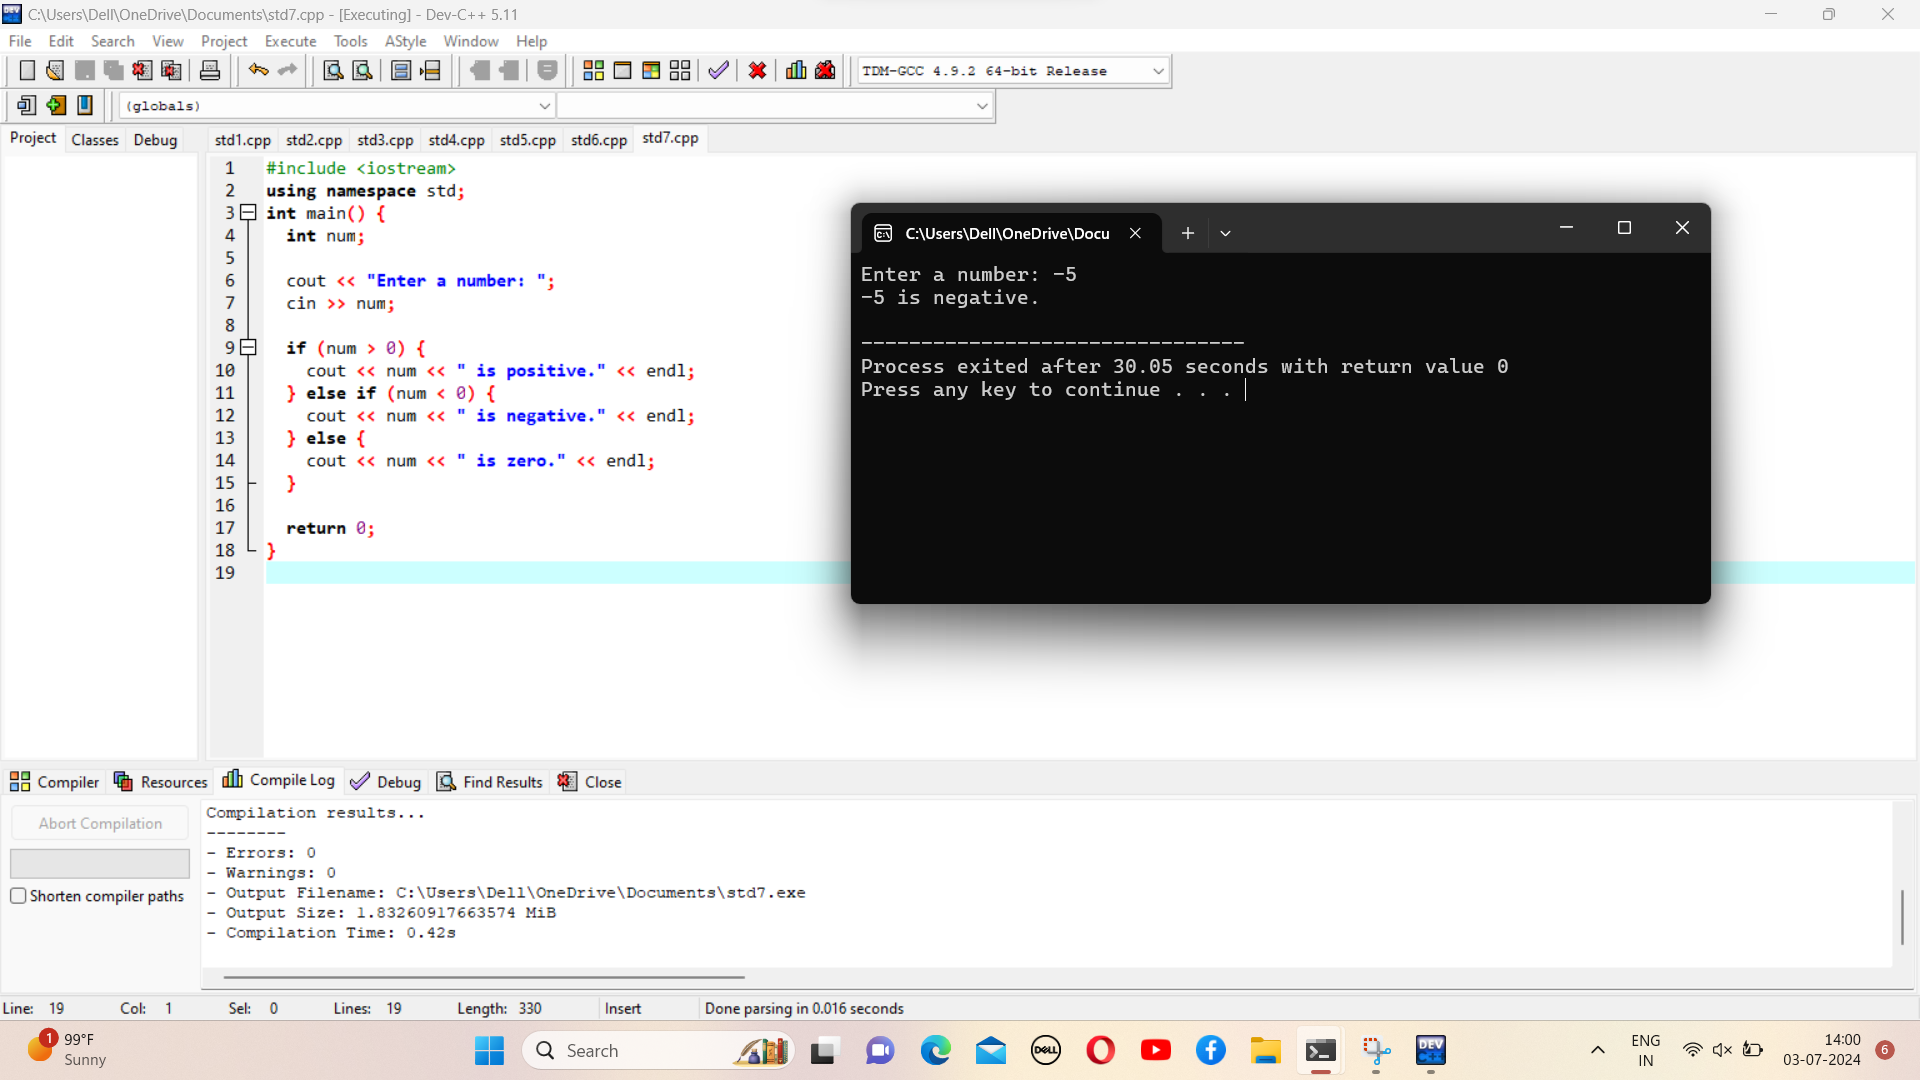 C:\Users\Dell\OneDrive\Documents\std7.cpp - [Executing] - Dev-C++ 5.11
File Edit Search View Project Execute Tools AStyle Window Help
TDM-GCC 4.9.2 64-bit Release
(globals)
Project Classes Debug
std1.cpp std2.cpp std3.cpp std4.cpp std5.cpp std6.cpp std7.cpp
1 #include <iostream>
2 using namespace std;
3 int main() {
4 int num;
5
6 cout << "Enter a number: ";
7 cin >> num;
8
9 if (num > 0) {
10 cout << num << " is positive." << endl;
11 } else if (num < 0) {
12 cout << num << " is negative." << endl;
13 } else {
14 cout << num << " is zero." << endl;
15 }
16
17 return 0;
18 }
19
C:\Users\Dell\OneDrive\Docu
Enter a number: -5
-5 is negative.
--------------------------------
Process exited after 30.05 seconds with return value 0
Press any key to continue . . .
Compiler Resources Compile Log Debug Find Results Close
Abort Compilation
Shorten compiler paths
Compilation results...
--------
- Errors: 0
- Warnings: 0
- Output Filename: C:\Users\Dell\OneDrive\Documents\std7.exe
- Output Size: 1.83260917663574 MiB
- Compilation Time: 0.42s
Line: 19 Col: 1 Sel: 0 Lines: 19 Length: 330 Insert Done parsing in 0.016 seconds
1
99°F
Sunny
Search
DELL
DEV
C++
ENG
IN
14:00
03-07-2024
6